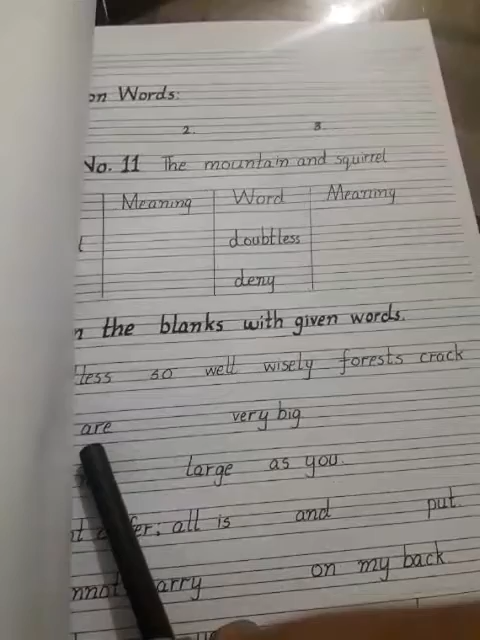 on Words:
2. 3.
No. 11 The mountain and squirrel
Meaning Word Meaning
doubtless
deny
the blanks with given words.
less so well wisely forests crack
are very big
large as you.
all is and put.
arry on my back.